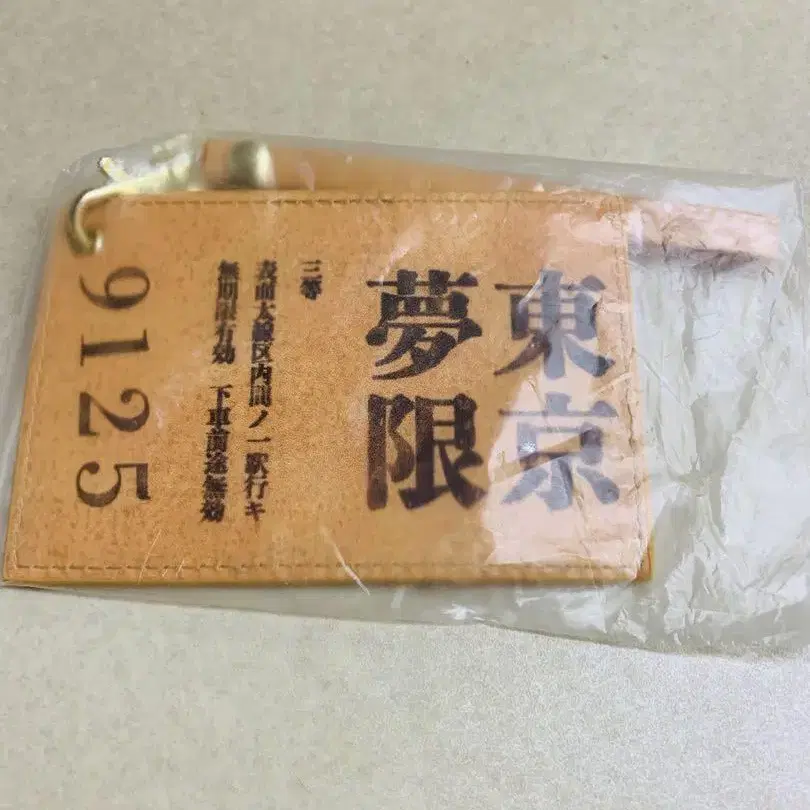 東京
夢限
三等
表面太線区内間ノ一駅行キ
無期限有効 下車前途無効
9125